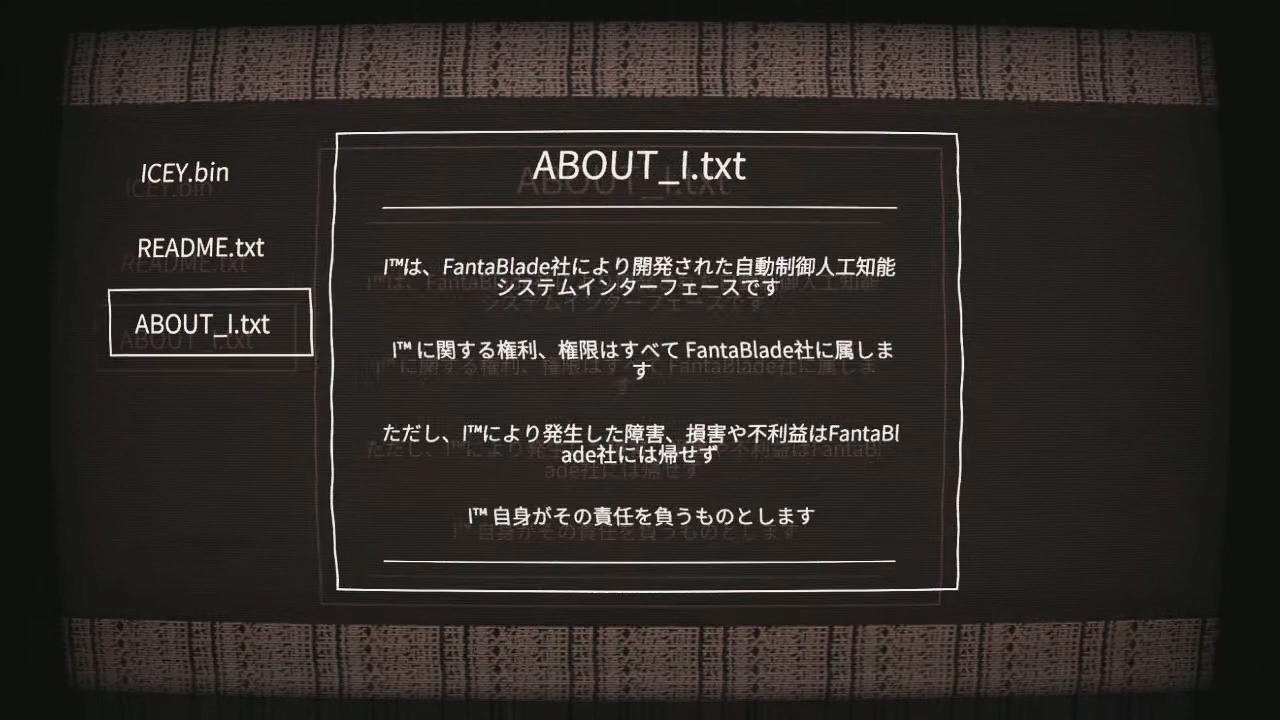 ICEY.bin
README.txt
ABOUT_I.txt
ABOUT_I.txt
I™は、FantaBlade社により開発された自動制御人工知能
システムインターフェースです
I™ に関する権利、権限はすべて FantaBlade社に属しま
す
ただし、I™により発生した障害、損害や不利益はFantaBl
ade社には帰せず
I™ 自身がその責任を負うものとします